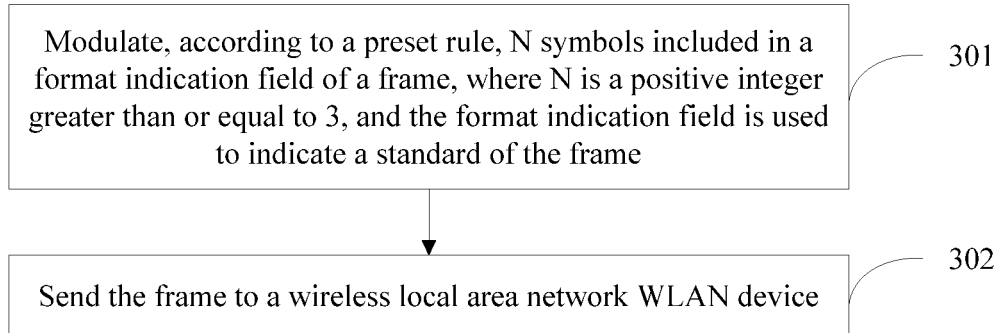 Modulate, according to a preset rule, N symbols included in a
format indication field of a frame, where N is a positive integer
greater than or equal to 3, and the format indication field is used
to indicate a standard of the frame
301
Send the frame to a wireless local area network WLAN device
302